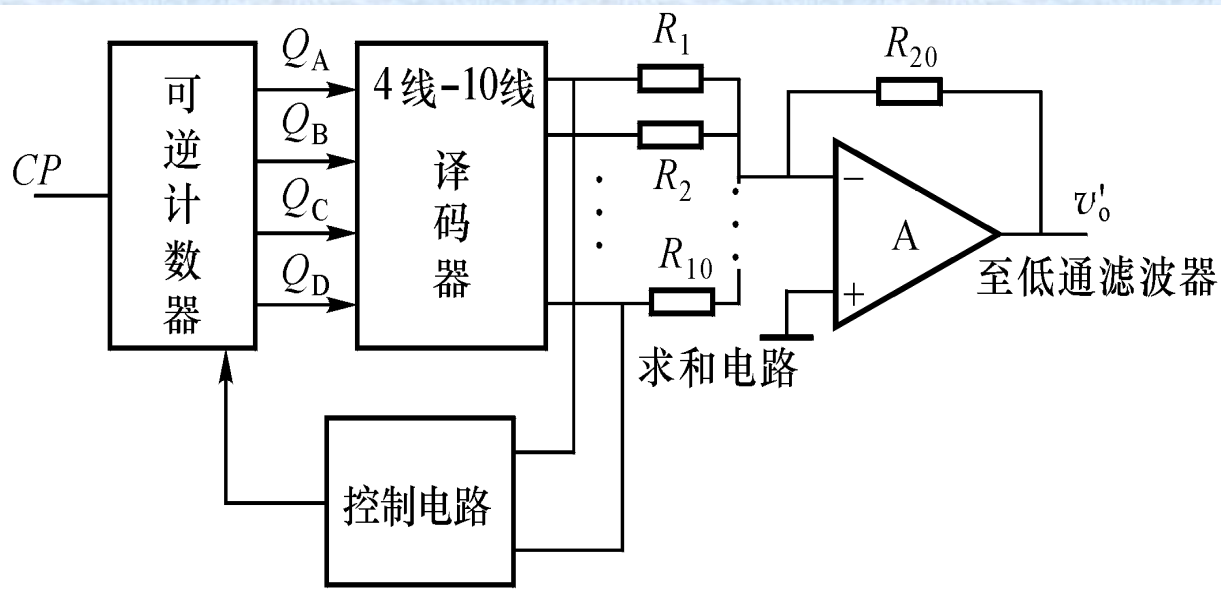 CP
可逆计数器
Q_A
Q_B
Q_C
Q_D
4线-10线
译码器
R_1
R_2
R_10
求和电路
R_20
−
+
A
v'_o
至低通滤波器
控制电路